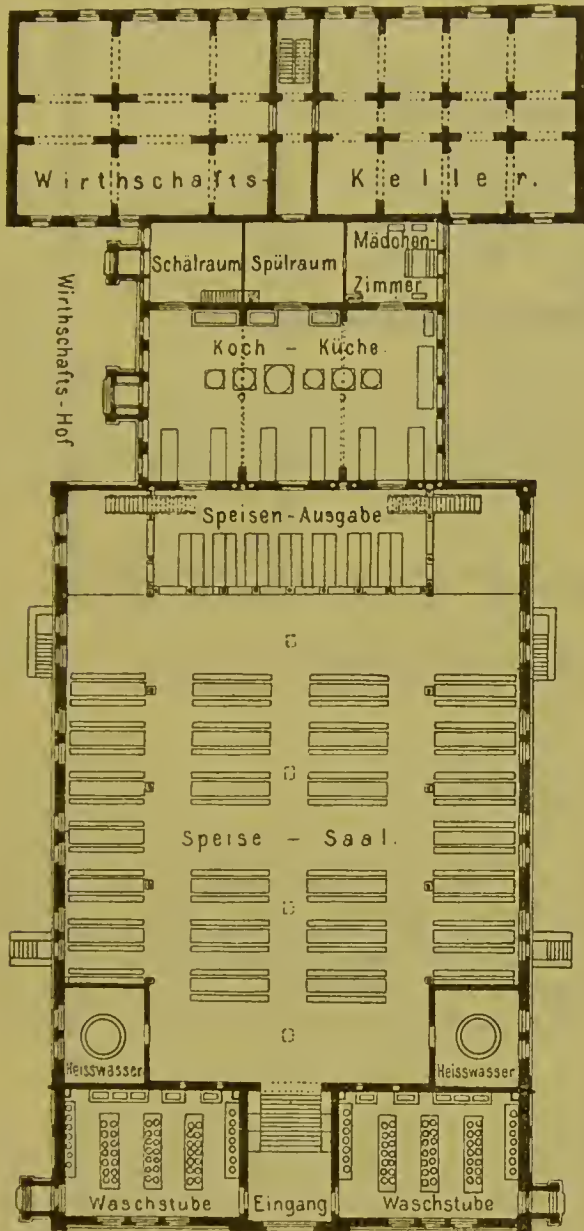 Wirthschafts- Keller.
Schälraum Spülraum Mädchen-
Zimmer
Wirthschafts-Hof
Koch - Küche.
Speisen-Ausgabe
Speise - Saal.
Heisswasser Heisswasser
Waschstube Eingang Waschstube